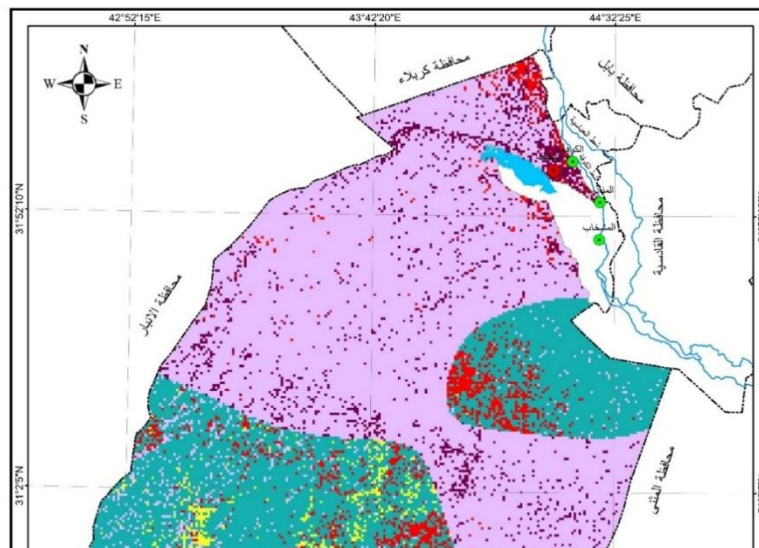 42°52'15"E
43°42'20"E
44°32'25"E
N
W
E
S
محافظة كربلاء
محافظة بابل
الكوفة
31°52'10"N
المشخاب
محافظة القادسية
محافظة الانبار
محافظة المثنى
31°2'5"N